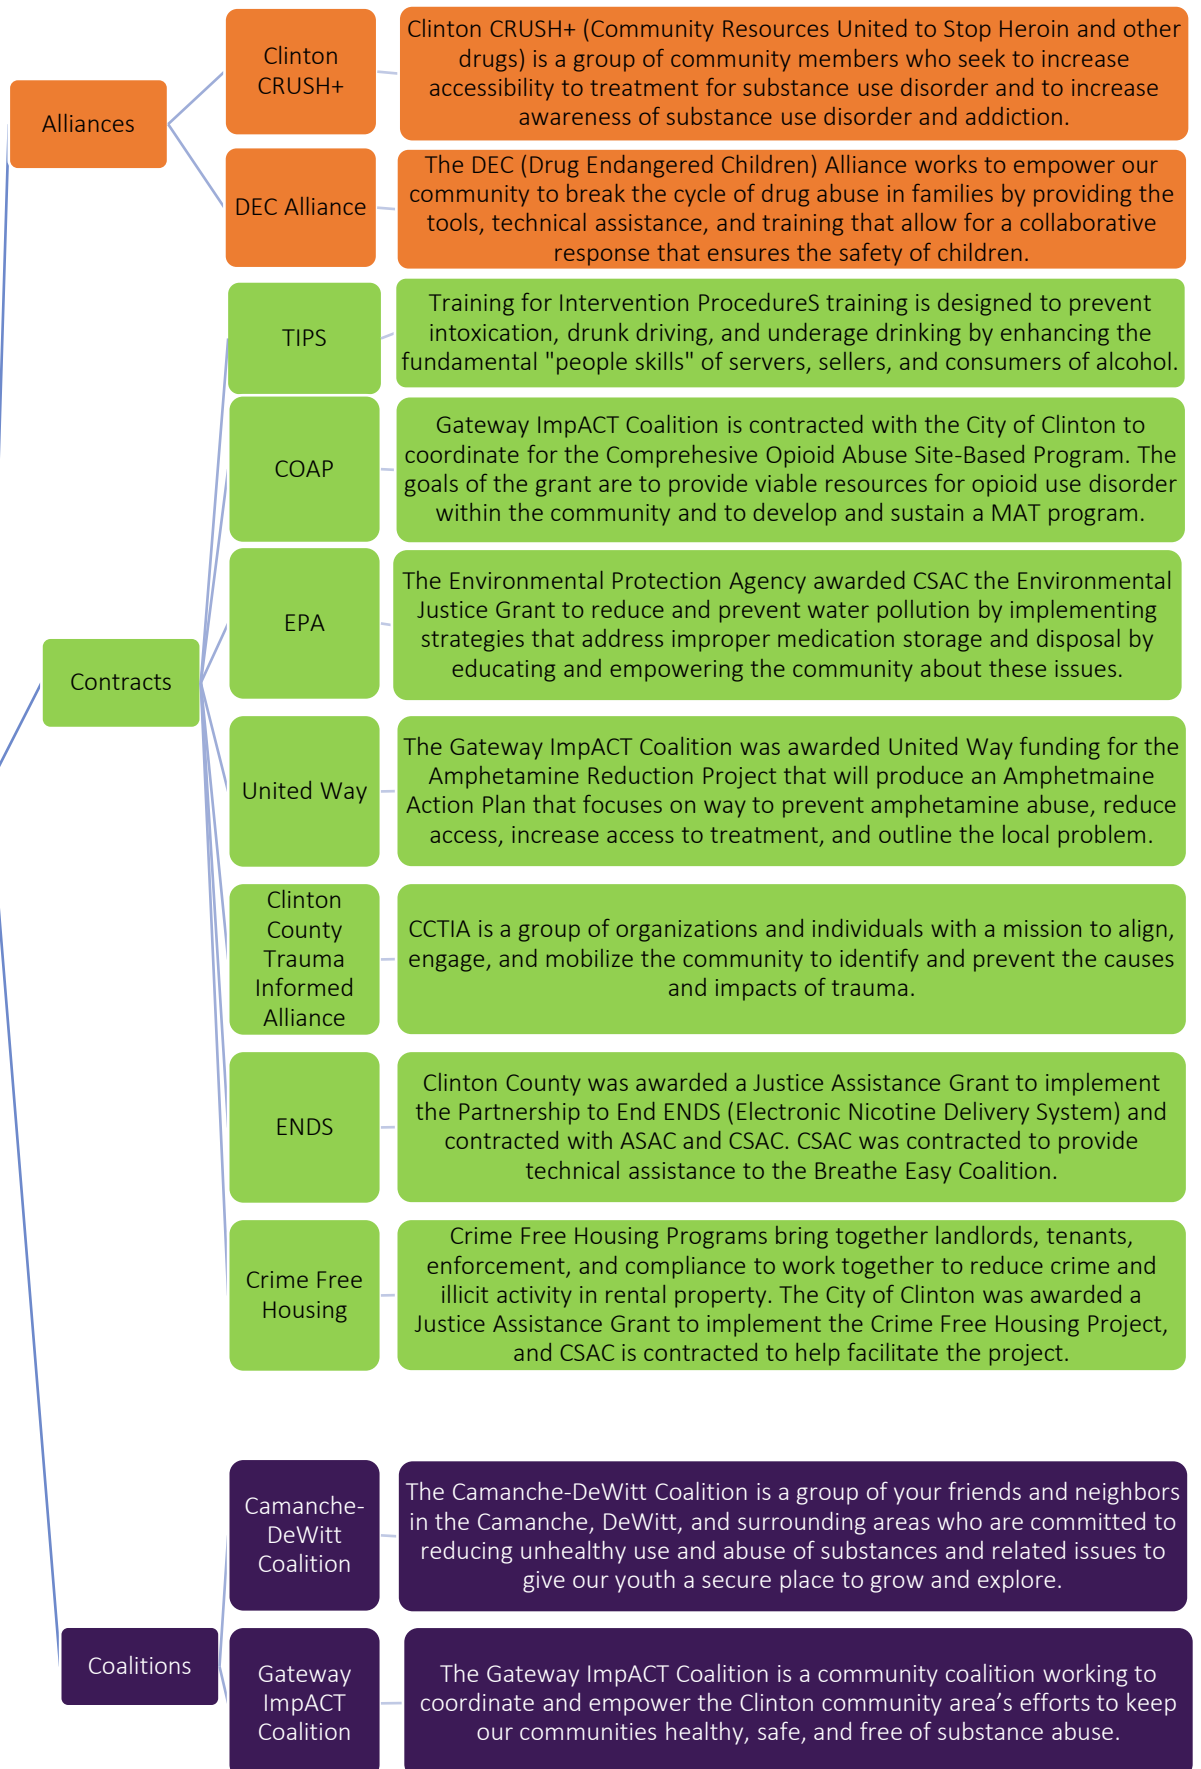 Alliances
Clinton
CRUSH+
Clinton CRUSH+ (Community Resources United to Stop Heroin and other
drugs) is a group of community members who seek to increase
accessibility to treatment for substance use disorder and to increase
awareness of substance use disorder and addiction.
DEC Alliance
The DEC (Drug Endangered Children) Alliance works to empower our
community to break the cycle of drug abuse in families by providing the
tools, technical assistance, and training that allow for a collaborative
response that ensures the safety of children.
Contracts
TIPS
Training for Intervention ProcedureS training is designed to prevent
intoxication, drunk driving, and underage drinking by enhancing the
fundamental "people skills" of servers, sellers, and consumers of alcohol.
COAP
Gateway ImpACT Coalition is contracted with the City of Clinton to
coordinate for the Comprehesive Opioid Abuse Site-Based Program. The
goals of the grant are to provide viable resources for opioid use disorder
within the community and to develop and sustain a MAT program.
EPA
The Environmental Protection Agency awarded CSAC the Environmental
Justice Grant to reduce and prevent water pollution by implementing
strategies that address improper medication storage and disposal by
educating and empowering the community about these issues.
United Way
The Gateway ImpACT Coalition was awarded United Way funding for the
Amphetamine Reduction Project that will produce an Amphetmaine
Action Plan that focuses on way to prevent amphetamine abuse, reduce
access, increase access to treatment, and outline the local problem.
Clinton
County
Trauma
Informed
Alliance
CCTIA is a group of organizations and individuals with a mission to align,
engage, and mobilize the community to identify and prevent the causes
and impacts of trauma.
ENDS
Clinton County was awarded a Justice Assistance Grant to implement
the Partnership to End ENDS (Electronic Nicotine Delivery System) and
contracted with ASAC and CSAC. CSAC was contracted to provide
technical assistance to the Breathe Easy Coalition.
Crime Free
Housing
Crime Free Housing Programs bring together landlords, tenants,
enforcement, and compliance to work together to reduce crime and
illicit activity in rental property. The City of Clinton was awarded a
Justice Assistance Grant to implement the Crime Free Housing Project,
and CSAC is contracted to help facilitate the project.
Coalitions
Camanche-
DeWitt
Coalition
The Camanche-DeWitt Coalition is a group of your friends and neighbors
in the Camanche, DeWitt, and surrounding areas who are committed to
reducing unhealthy use and abuse of substances and related issues to
give our youth a secure place to grow and explore.
Gateway
ImpACT
Coalition
The Gateway ImpACT Coalition is a community coalition working to
coordinate and empower the Clinton community area’s efforts to keep
our communities healthy, safe, and free of substance abuse.